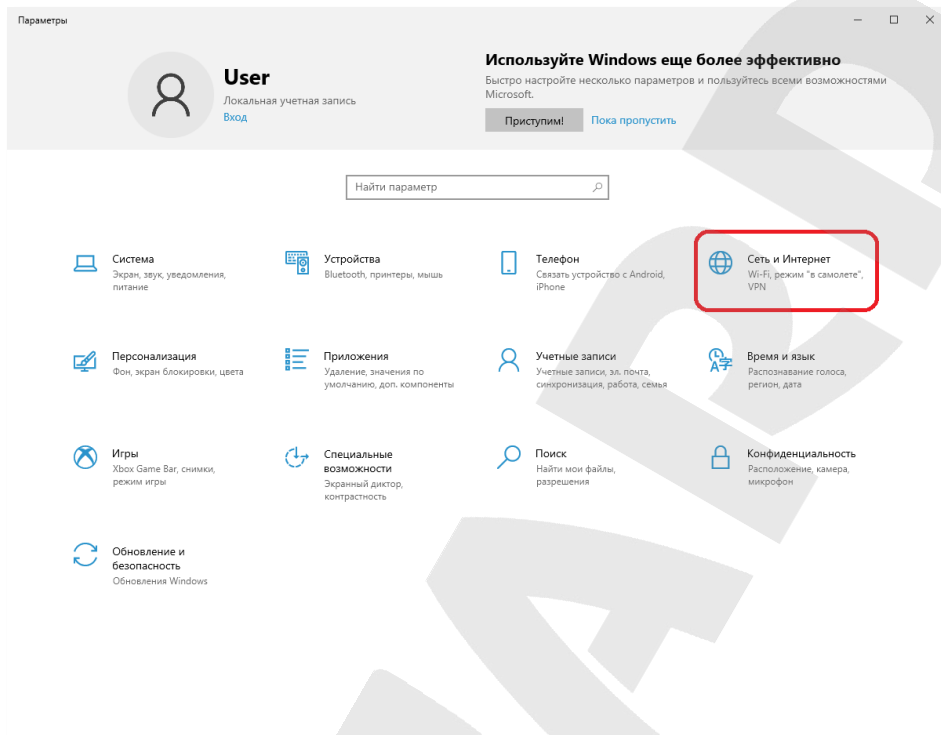 Параметры
User
Локальная учетная запись
Вход
Используйте Windows еще более эффективно
Быстро настройте несколько параметров и пользуйтесь всеми возможностями
Microsoft.
Приступим!
Пока пропустить
Найти параметр
Система
Экран, звук, уведомления,
питание
Устройства
Bluetooth, принтеры, мышь
Телефон
Связать устройство с Android,
iPhone
Сеть и Интернет
Wi-Fi, режим "в самолете",
VPN
Персонализация
Фон, экран блокировки, цвета
Приложения
Удаление, значения по
умолчанию, доп. компоненты
Учетные записи
Учетные записи, эл. почта,
синхронизация, работа, семья
Время и язык
Распознавание голоса,
регион, дата
Игры
Xbox Game Bar, снимки,
режим игры
Специальные
возможности
Экранный диктор,
контрастность
Поиск
Найти мои файлы,
разрешения
Конфиденциальность
Расположение, камера,
микрофон
Обновление и
безопасность
Обновления Windows